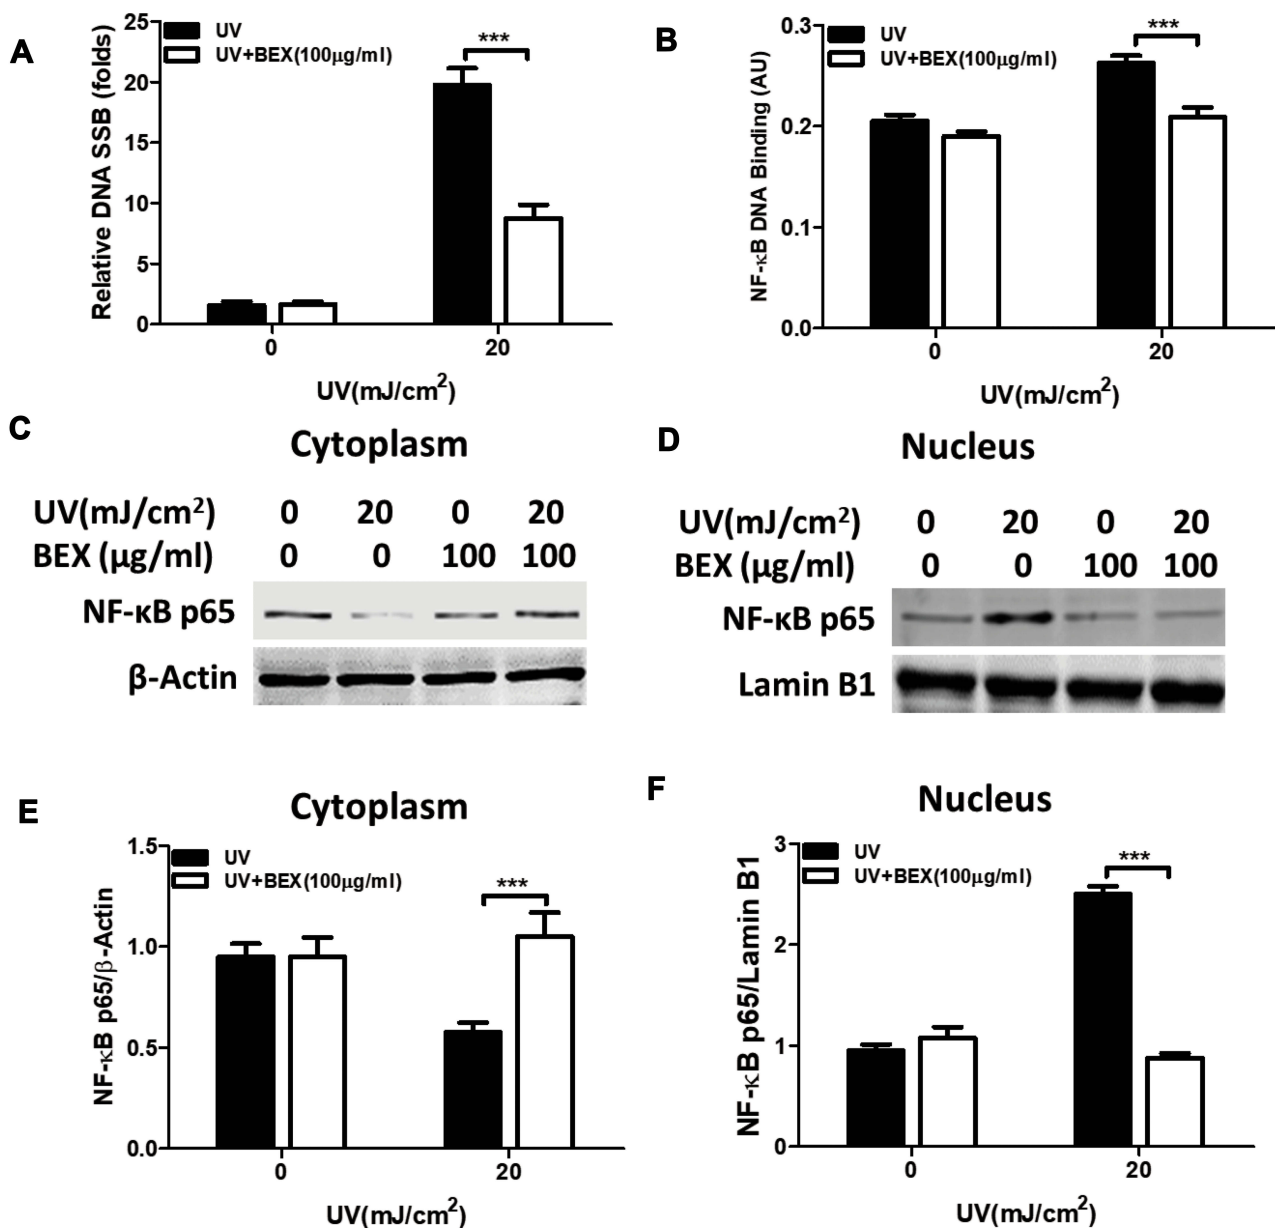 A
Relative DNA SSB (folds)
25
20
15
10
5
0
UV
UV+BEX(100μg/ml)
***
0
20
UV(mJ/cm²)
B
NF-κB DNA Binding (AU)
0.3
0.2
0.1
0.0
UV
UV+BEX(100μg/ml)
***
0
20
UV(mJ/cm²)
C
Cytoplasm
UV(mJ/cm²) 0 20 0 20
BEX (μg/ml) 0 0 100 100
NF-κB p65
β-Actin
D
Nucleus
UV(mJ/cm²) 0 20 0 20
BEX (μg/ml) 0 0 100 100
NF-κB p65
Lamin B1
E
Cytoplasm
NF-κB p65/β-Actin
1.5
1.0
0.5
0.0
UV
UV+BEX(100μg/ml)
***
0
20
UV(mJ/cm²)
F
Nucleus
NF-κB p65/Lamin B1
3
2
1
0
UV
UV+BEX(100μg/ml)
***
0
20
UV(mJ/cm²)